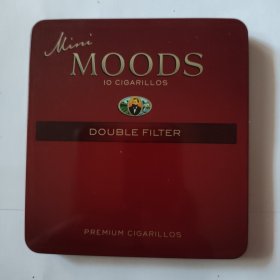 Mini
MOODS
10 CIGARILLOS
DOUBLE FILTER
PREMIUM CIGARILLOS